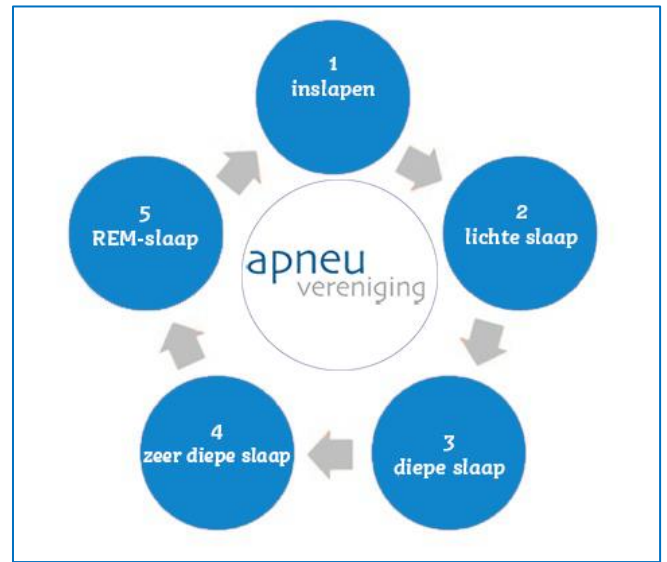 1
inslapen
2
lichte slaap
3
diepe slaap
4
zeer diepe slaap
5
REM-slaap
apneu
vereniging